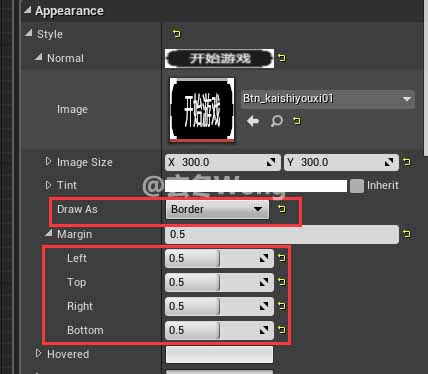 Appearance
Style
Normal
开始游戏
Image
开始游戏
Btn_kaishiyouxi01
Image Size
X 300.0 Y 300.0
Tint
Inherit
Draw As
Border
Margin
0.5
Left
0.5
Top
0.5
Right
0.5
Bottom
0.5
Hovered